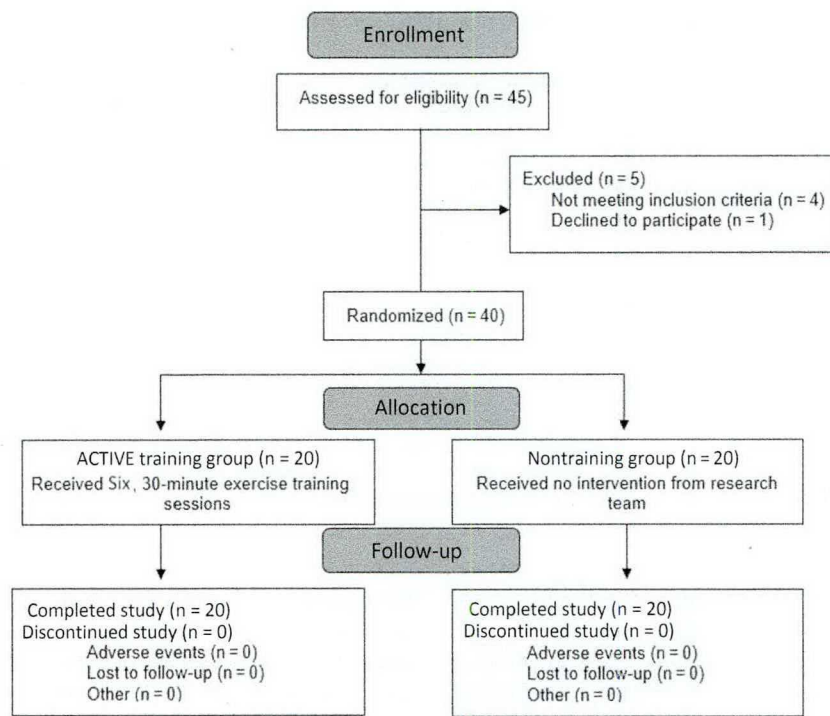 Enrollment
Assessed for eligibility (n = 45)
Excluded (n = 5)
Not meeting inclusion criteria (n = 4)
Declined to participate (n = 1)
Randomized (n = 40)
Allocation
ACTIVE training group (n = 20)
Received Six, 30-minute exercise training
sessions
Nontraining group (n = 20)
Received no intervention from research
team
Follow-up
Completed study (n = 20)
Discontinued study (n = 0)
Adverse events (n = 0)
Lost to follow-up (n = 0)
Other (n = 0)
Completed study (n = 20)
Discontinued study (n = 0)
Adverse events (n = 0)
Lost to follow-up (n = 0)
Other (n = 0)